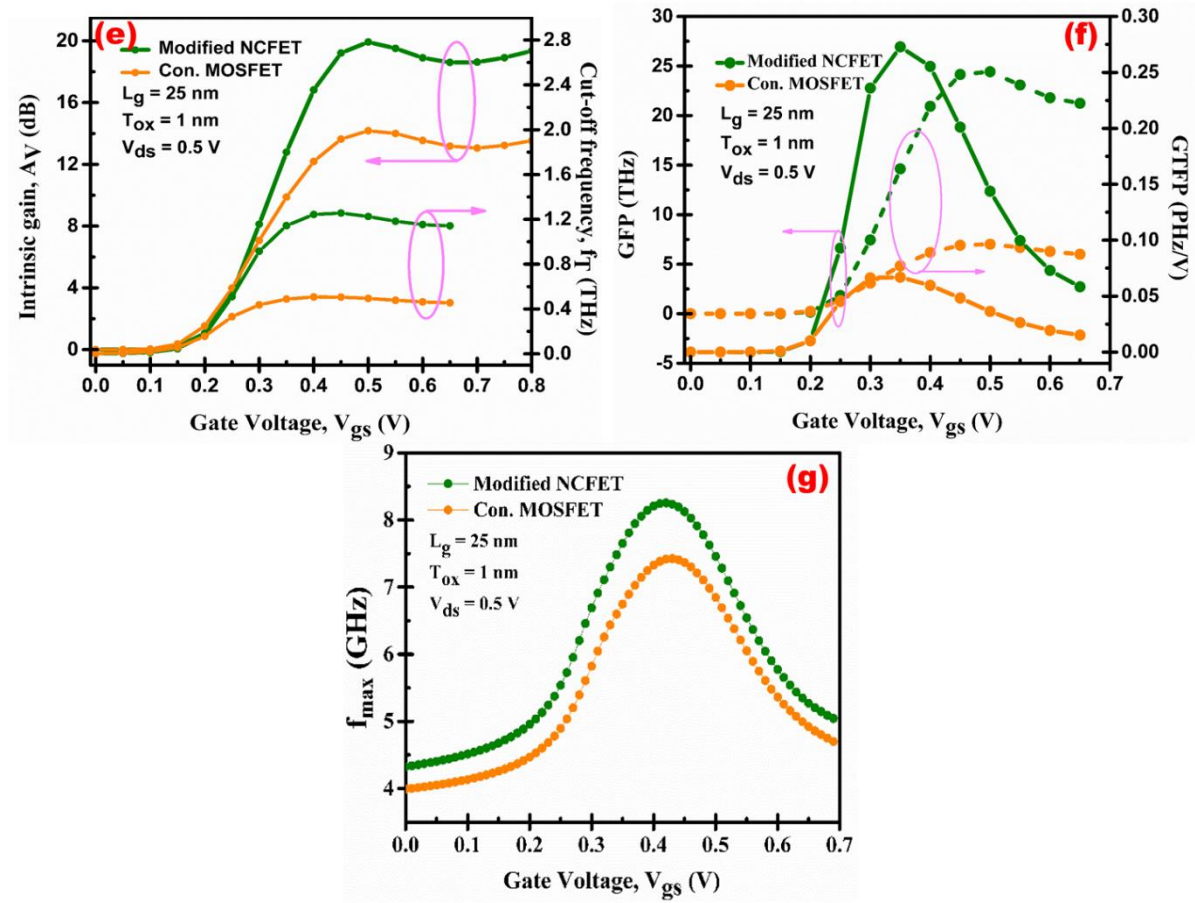 (e)
Modified NCFET
Con. MOSFET
Lg = 25 nm
Tox = 1 nm
Vds = 0.5 V
Intrinsic gain, AV (dB)
20
16
12
8
4
0
Cut-off frequency, fT (THz)
2.8
2.4
2.0
1.6
1.2
0.8
0.4
0.0
0.0 0.1 0.2 0.3 0.4 0.5 0.6 0.7 0.8
Gate Voltage, Vgs (V)
(f)
Modified NCFET
Con. MOSFET
Lg = 25 nm
Tox = 1 nm
Vds = 0.5 V
GFP (THz)
30
25
20
15
10
5
0
-5
GTFP (PHz/V)
0.30
0.25
0.20
0.15
0.10
0.05
0.00
0.0 0.1 0.2 0.3 0.4 0.5 0.6 0.7
Gate Voltage, Vgs (V)
(g)
Modified NCFET
Con. MOSFET
Lg = 25 nm
Tox = 1 nm
Vds = 0.5 V
fmax (GHz)
9
8
7
6
5
4
0.0 0.1 0.2 0.3 0.4 0.5 0.6 0.7
Gate Voltage, Vgs (V)